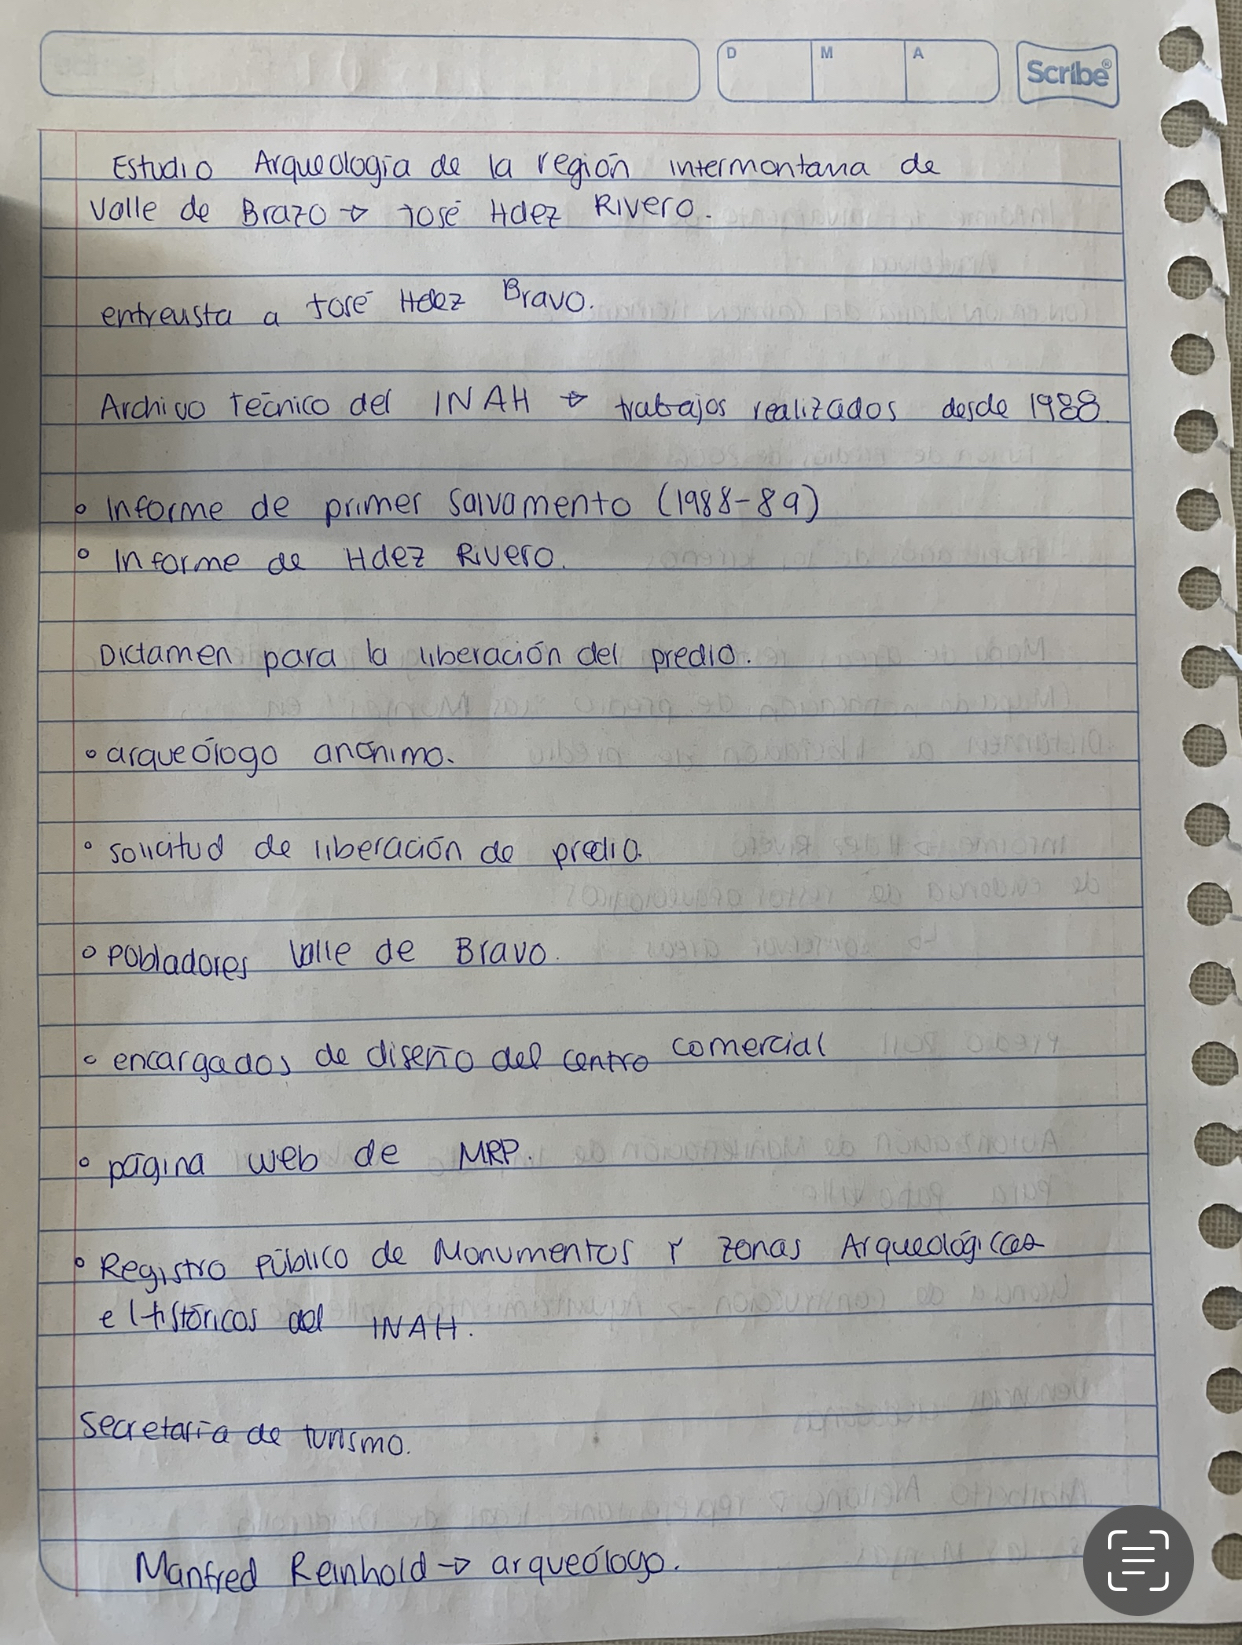 D M A Scribe®
Estudio Arqueología de la región intermontana de
Valle de Brazo → José Hdez Rivero.
entreusta a José Hdez Bravo.
Archivo técnico del INAH → trabajos realizados desde 1988.
• Informe de primer salvamento (1988-89)
• Informe de Hdez Rivero.
Dictamen para la liberación del predio.
• arqueólogo anónimo.
• solicitud de liberación de predio.
• pobladores Valle de Bravo.
• encargados de diseño del centro comercial
• página web de MRP.
• Registro Público de Monumentos y zonas Arqueológicas
e Históricos del INAH.
Secretaría de turismo.
Manfred Reinhold → arqueólogo.